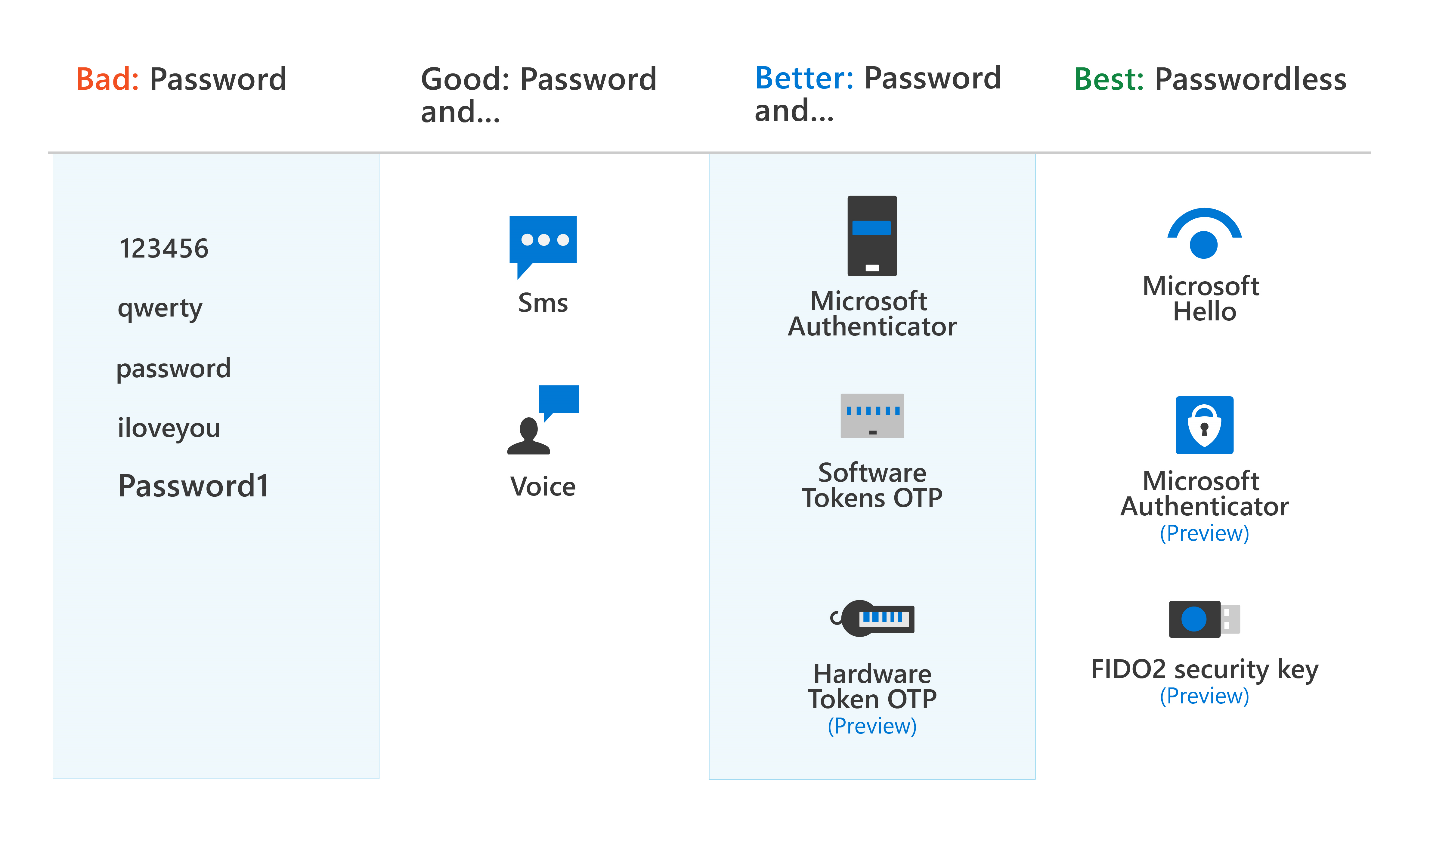 Bad: Password
Good: Password
and...
Better: Password
and...
Best: Passwordless
123456
qwerty
password
iloveyou
Password1
Sms
Voice
Microsoft
Authenticator
Software
Tokens OTP
Hardware
Token OTP
(Preview)
Microsoft
Hello
Microsoft
Authenticator
(Preview)
FIDO2 security key
(Preview)